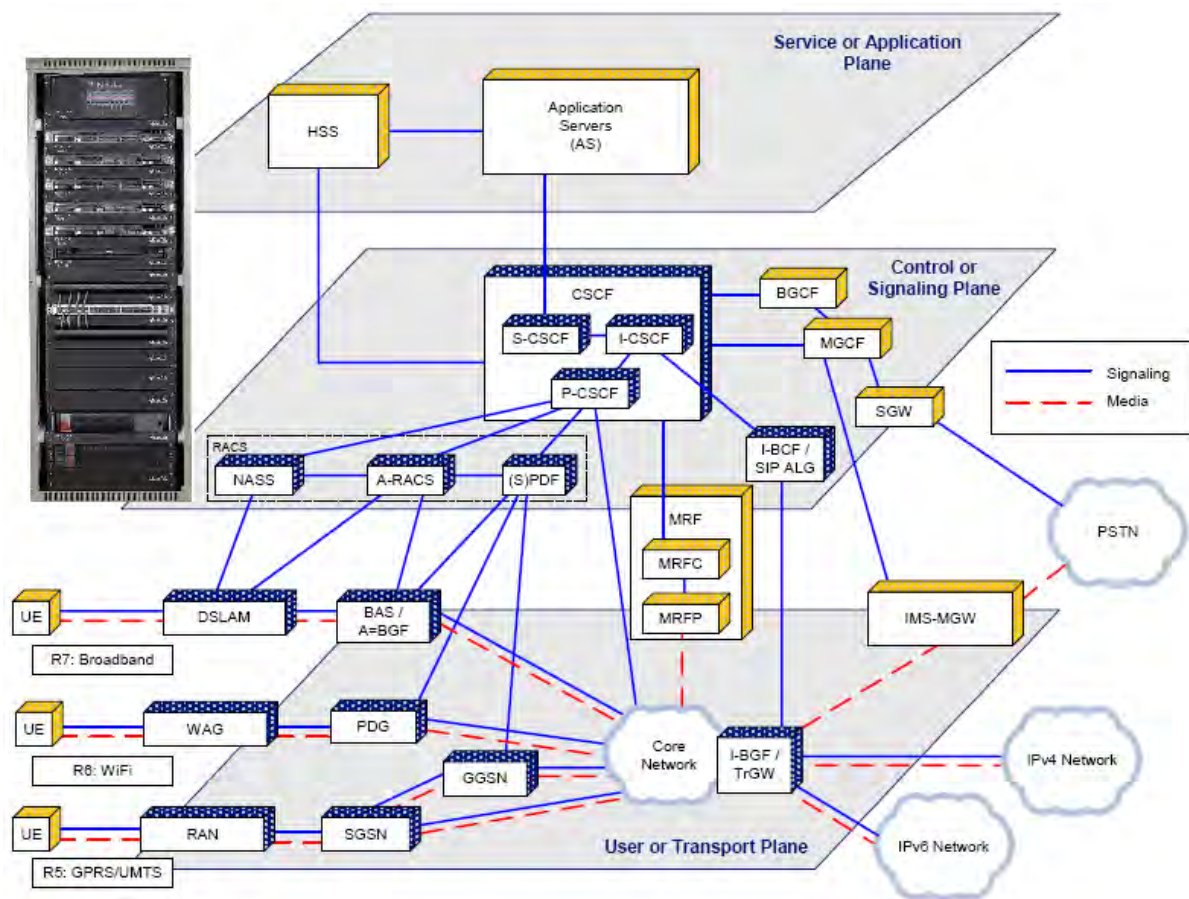 Service or Application
Plane
HSS
Application
Servers
(AS)
Control or
Signaling Plane
CSCF
BGCF
S-CSCF
I-CSCF
MGCF
P-CSCF
Signaling
Media
SGW
RACS
NASS
A-RACS
(S)PDF
I-BCF /
SIP ALG
MRF
PSTN
MRFC
MRFP
UE
DSLAM
BAS /
A=BGF
IMS-MGW
R7: Broadband
UE
WAG
PDG
Core
Network
I-BGF /
TrGW
IPv4 Network
R6: WiFi
GGSN
UE
RAN
SGSN
IPv6 Network
User or Transport Plane
R5: GPRS/UMTS